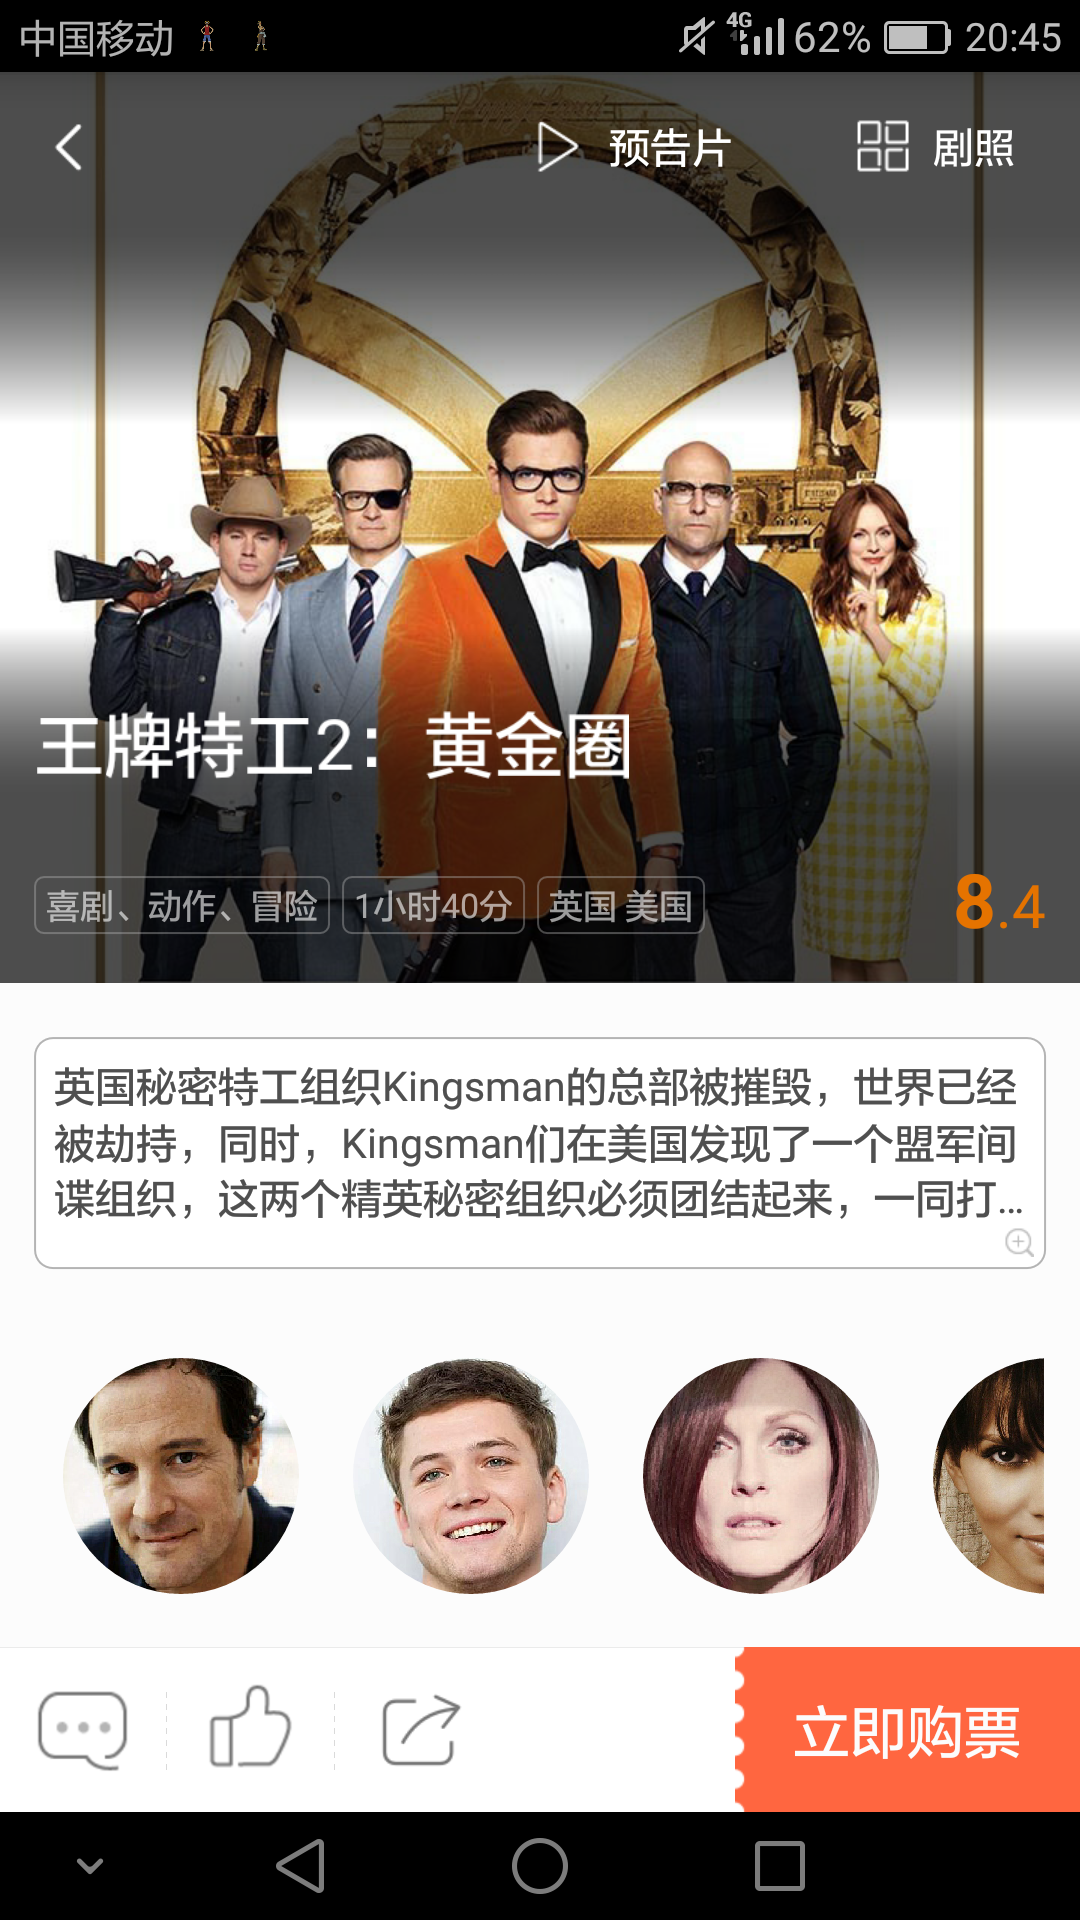 中国移动 4G 62% 20:45
预告片 剧照
王牌特工2：黄金圈
喜剧、动作、冒险 1小时40分 英国 美国 8.4
英国秘密特工组织Kingsman的总部被摧毁，世界已经
被劫持，同时，Kingsman们在美国发现了一个盟军间
谍组织，这两个精英秘密组织必须团结起来，一同打...
立即购票